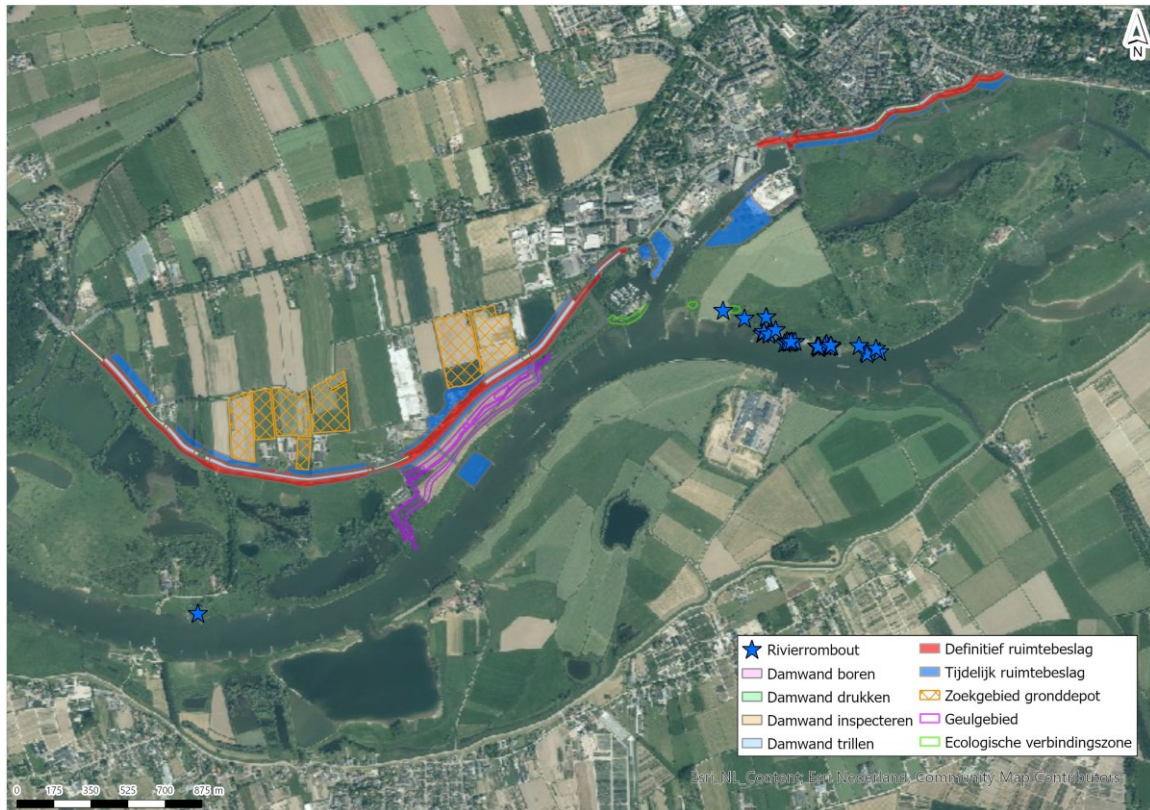 N
Rivierrombout
Damwand boren
Damwand drukken
Damwand inspecteren
Damwand trillen
Definitief ruimtebeslag
Tijdelijk ruimtebeslag
Zoekgebied gronddepot
Geulgebied
Ecologische verbindingszone
Esri NL Content, Esri Nederland, Community Map Contributors
0 175 350 525 700 875 m